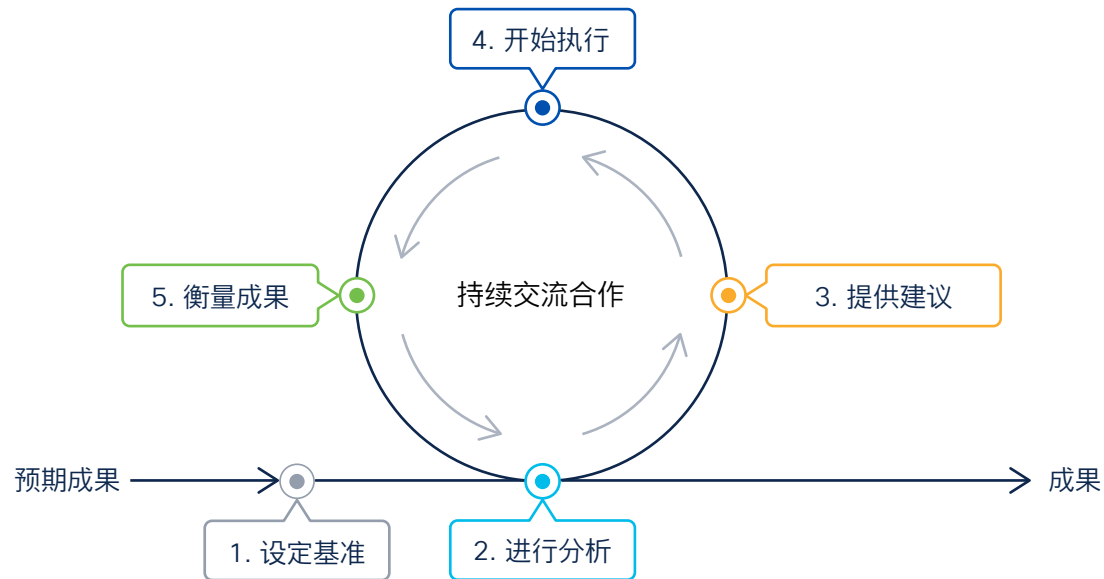 4. 开始执行
5. 衡量成果
持续交流合作
3. 提供建议
预期成果
成果
1. 设定基准
2. 进行分析